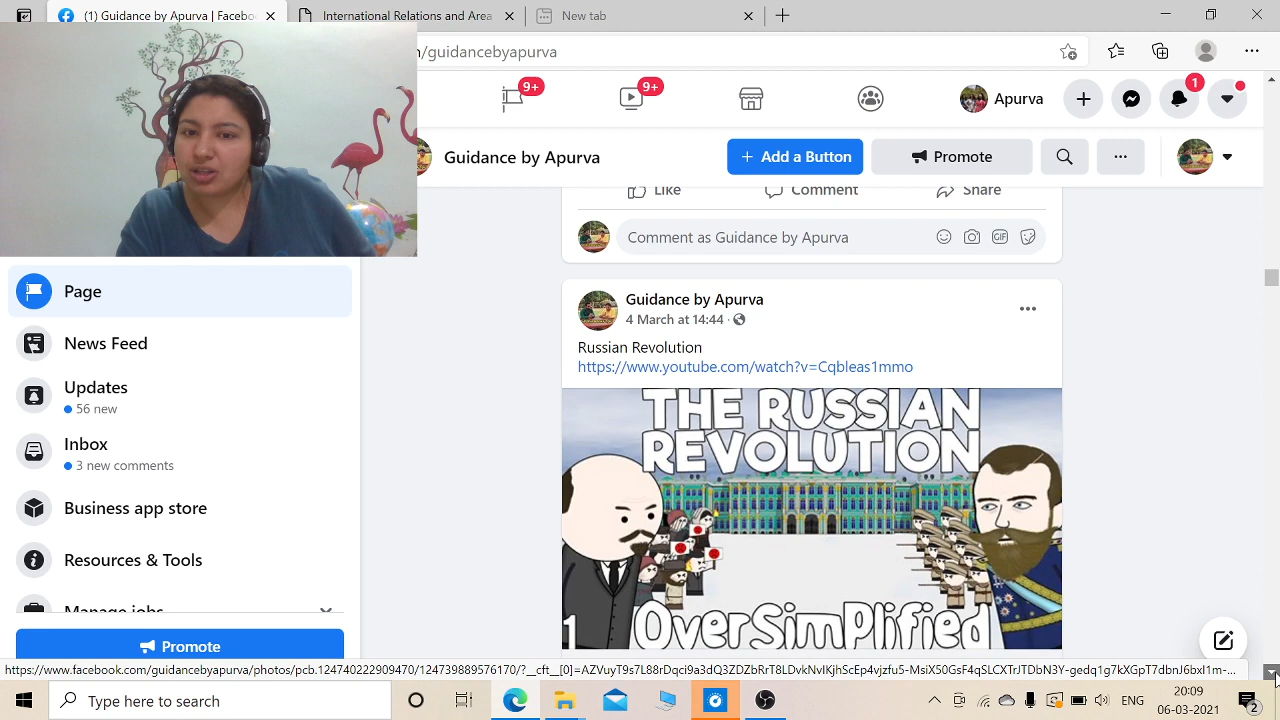 (1) Guidance by Apurva | Facebo
International Relations and Area
New tab
/guidancebyapurva
9+
9+
Apurva
1
Guidance by Apurva
Add a Button
Promote
Like
Comment
Share
Comment as Guidance by Apurva
GIF
Page
News Feed
Updates
56 new
Inbox
3 new comments
Business app store
Resources & Tools
Manage jobs
Promote
Guidance by Apurva
4 March at 14:44
Russian Revolution
https://www.youtube.com/watch?v=Cqbleas1mmo
THE RUSSIAN
REVOLUTION
1
OverSimplified
Type here to search
ENG
20:09
06-03-2021
2